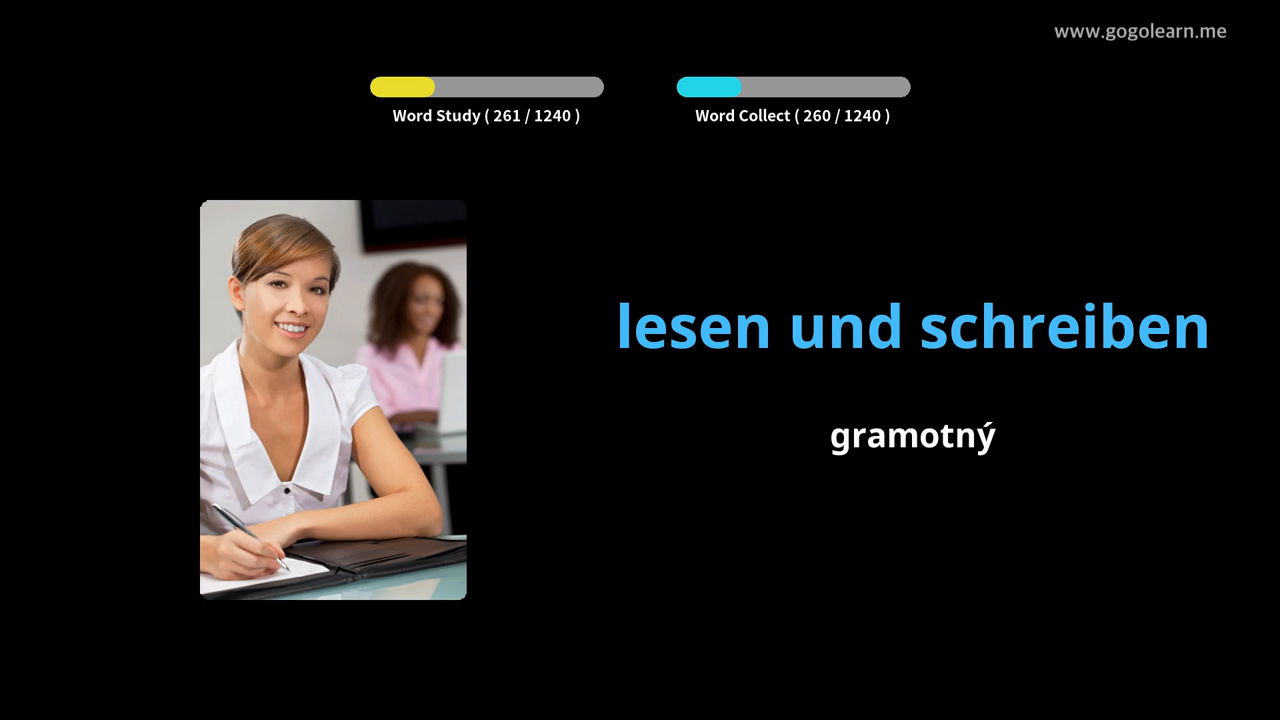 www.gogolearn.me
Word Study ( 261 / 1240 )
Word Collect ( 260 / 1240 )
lesen und schreiben
gramotný